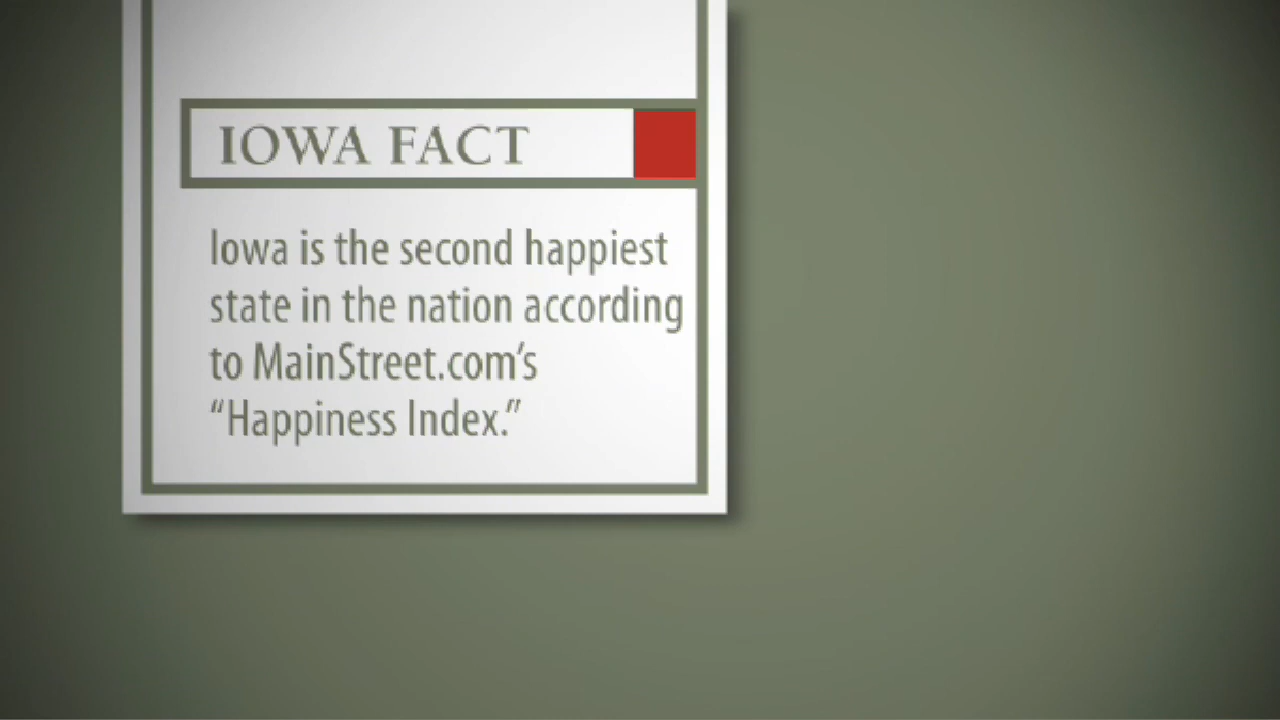 IOWA FACT
Iowa is the second happiest
state in the nation according
to MainStreet.com’s
“Happiness Index.”